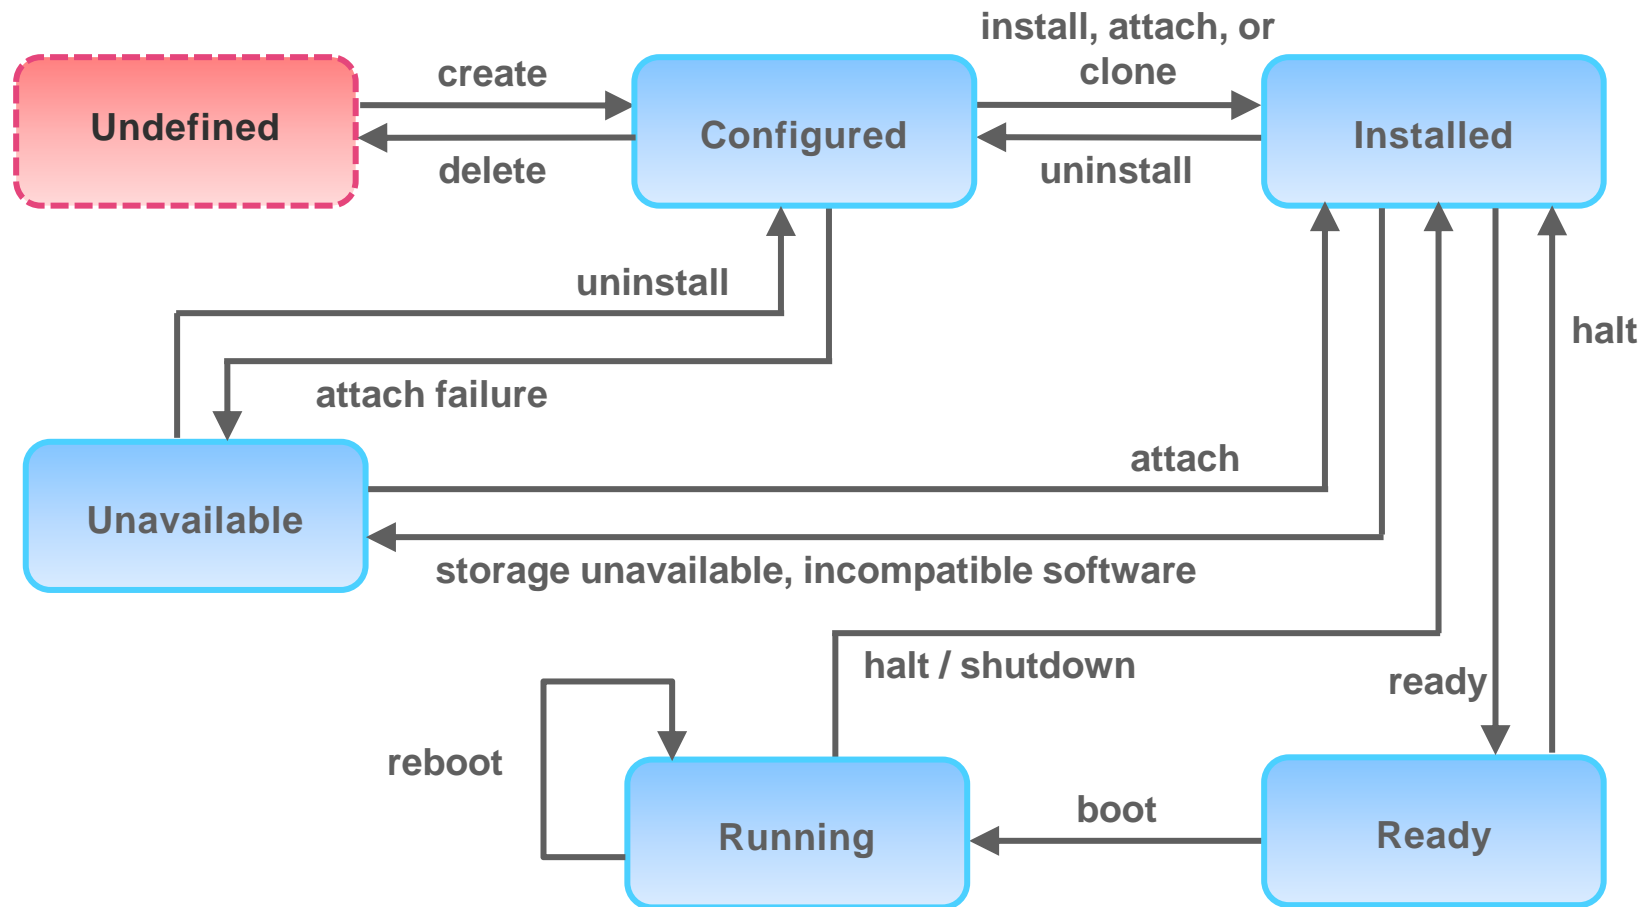 install, attach, or
clone
create
Undefined
Configured
Installed
delete
uninstall
uninstall
halt
attach failure
attach
Unavailable
storage unavailable, incompatible software
halt / shutdown
ready
reboot
boot
Running
Ready